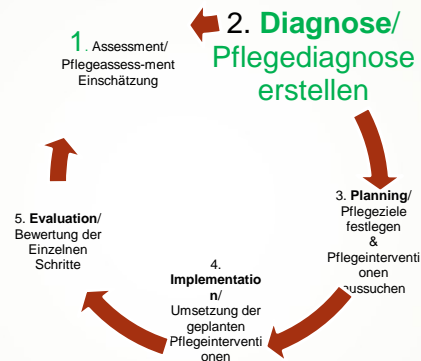 1. Assessment/
Pflegeassess-ment
Einschätzung
2. Diagnose/
Pflegediagnose
erstellen
3. Planning/
Pflegeziele
festlegen
&
Pflegeinterventi
onen
aussuchen
4.
Implementatio
n/
Umsetzung der
geplanten
Pflegeinterventi
onen
5. Evaluation/
Bewertung der
Einzelnen
Schritte